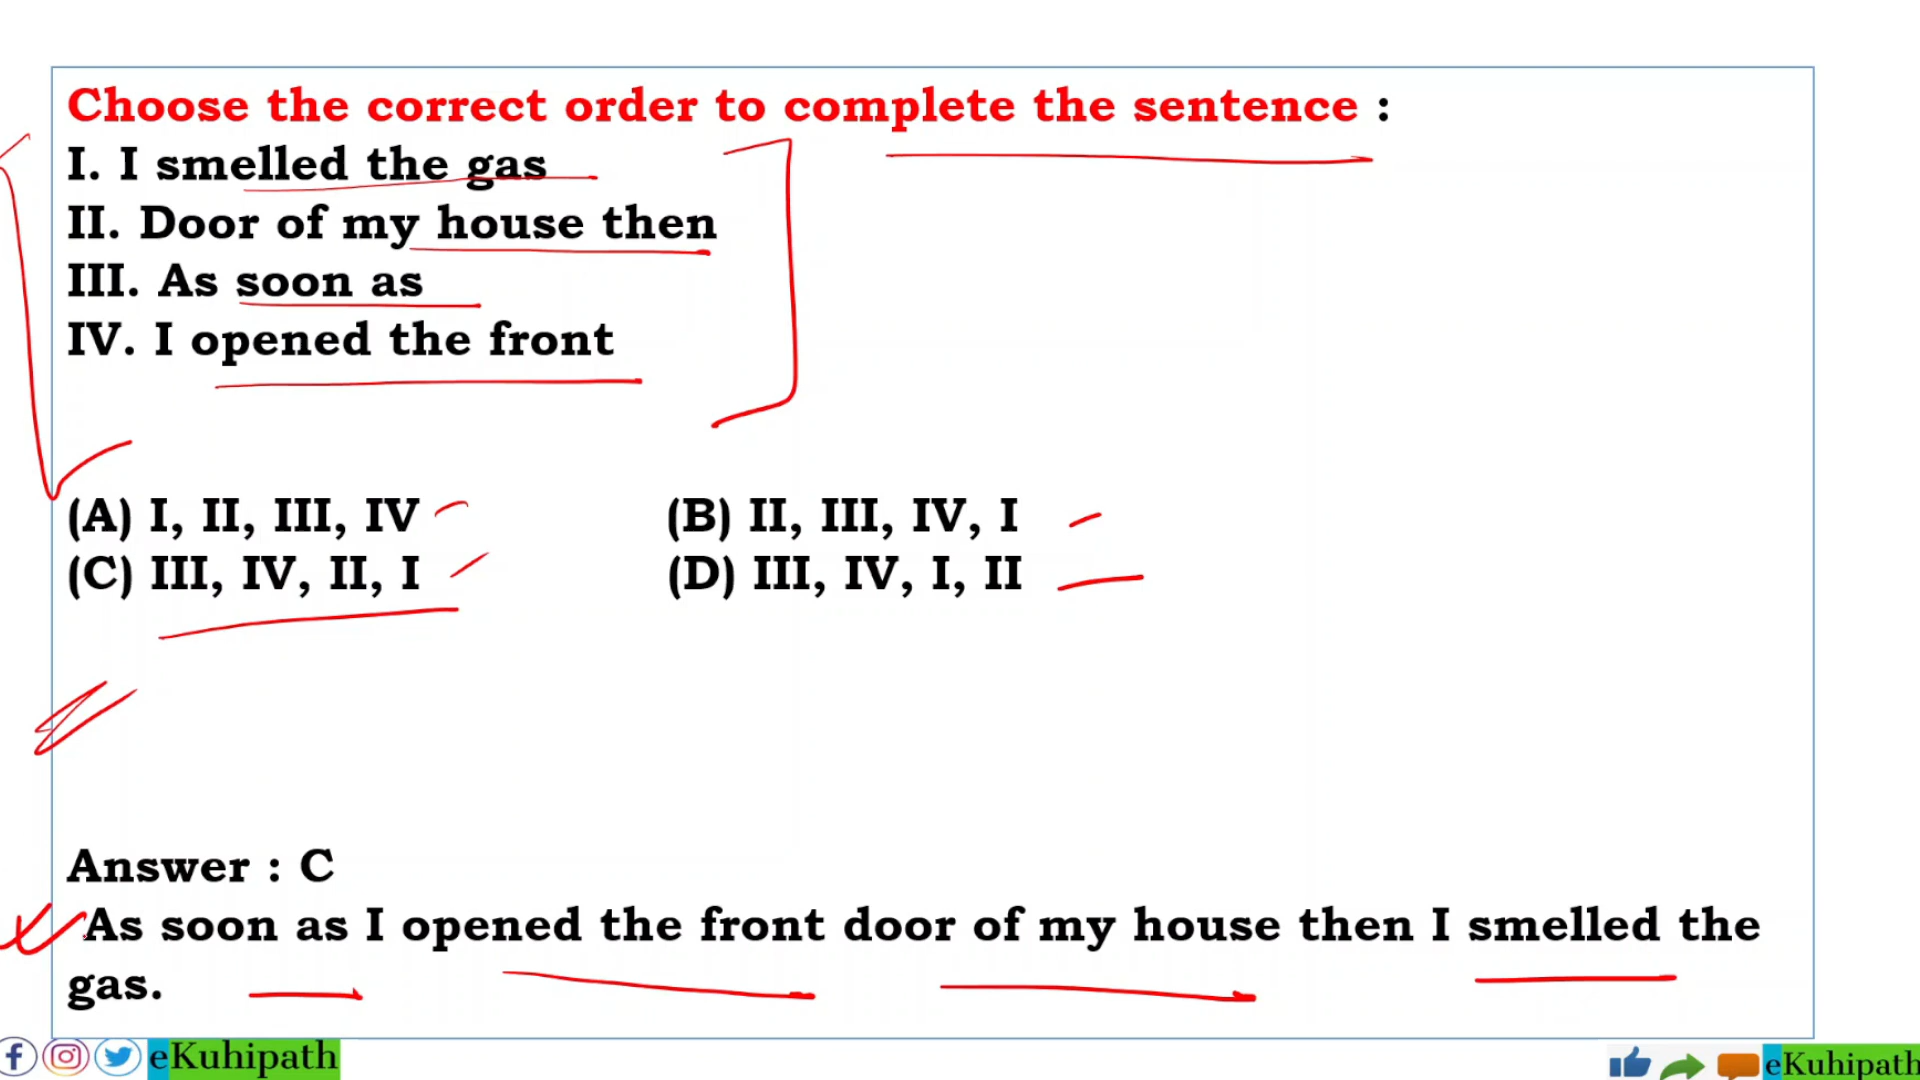 Choose the correct order to complete the sentence :
I. I smelled the gas
II. Door of my house then
III. As soon as
IV. I opened the front
(A) I, II, III, IV (B) II, III, IV, I
(C) III, IV, II, I (D) III, IV, I, II
Answer : C
As soon as I opened the front door of my house then I smelled the
gas.
eKuhipath eKuhipath